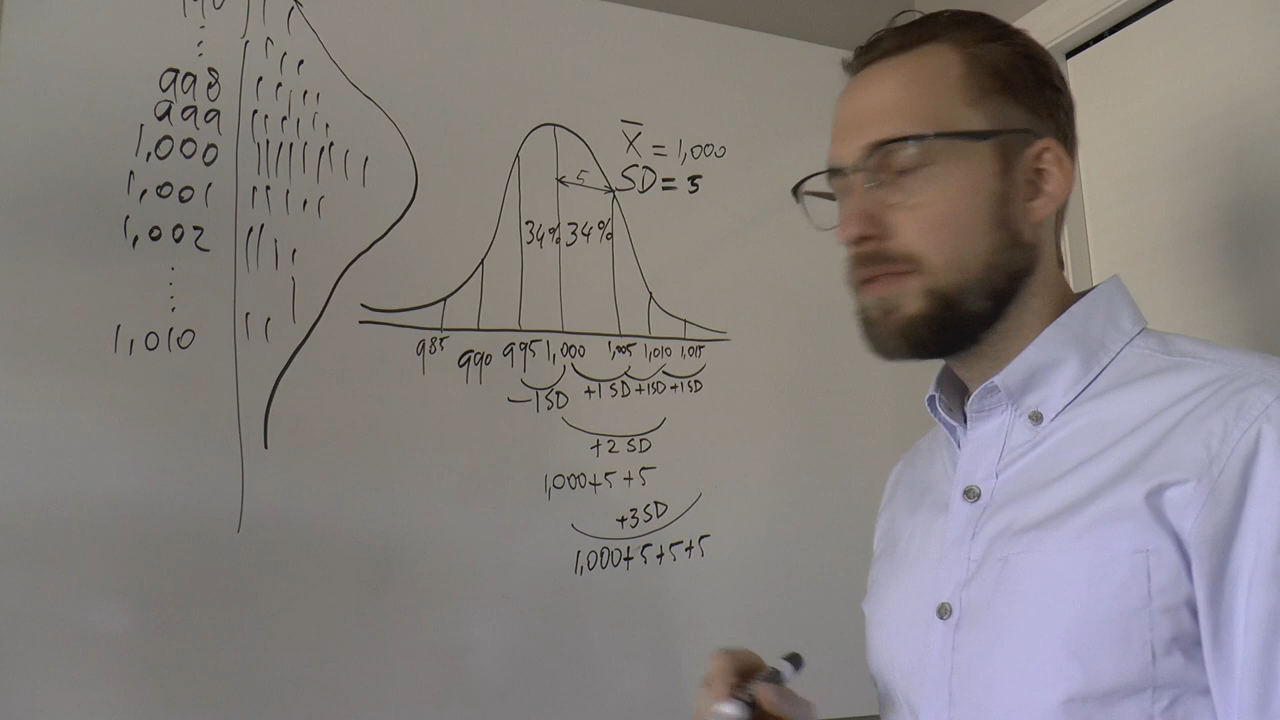 998
999
1,000
1,001
1,002
1,010
X̄ = 1,000
SD = 5
5
34% 34%
985 990 995 1,000 1,005 1,010 1,015
-1SD +1SD +1SD +1SD
+2SD
1,000+5+5
+3SD
1,000+5+5+5